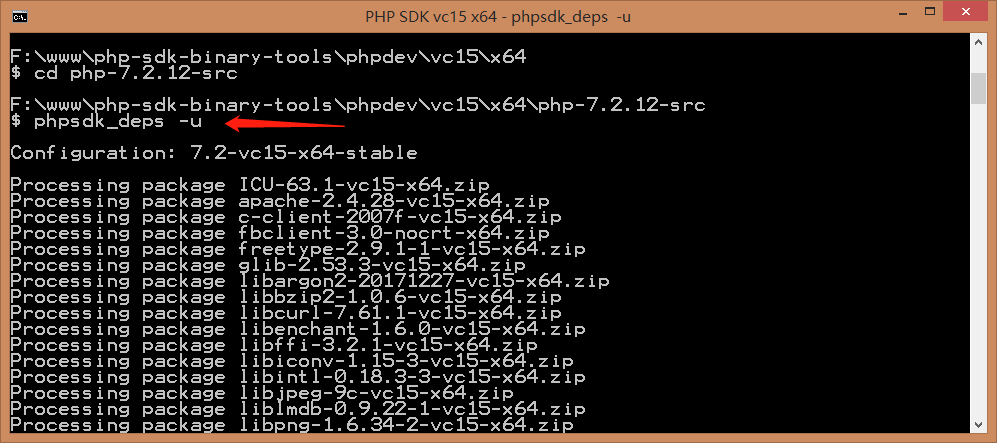 PHP SDK vc15 x64 - phpsdk_deps -u
F:\www\php-sdk-binary-tools\phpdev\vc15\x64
$ cd php-7.2.12-src
F:\www\php-sdk-binary-tools\phpdev\vc15\x64\php-7.2.12-src
$ phpsdk_deps -u
Configuration: 7.2-vc15-x64-stable
Processing package ICU-63.1-vc15-x64.zip
Processing package apache-2.4.28-vc15-x64.zip
Processing package c-client-2007f-vc15-x64.zip
Processing package fbclient-3.0-nocrt-x64.zip
Processing package freetype-2.9.1-1-vc15-x64.zip
Processing package glib-2.53.3-vc15-x64.zip
Processing package libargon2-20171227-vc15-x64.zip
Processing package libbzip2-1.0.6-vc15-x64.zip
Processing package libcurl-7.61.1-vc15-x64.zip
Processing package libenchant-1.6.0-vc15-x64.zip
Processing package libffi-3.2.1-vc15-x64.zip
Processing package libiconv-1.15-3-vc15-x64.zip
Processing package libintl-0.18.3-3-vc15-x64.zip
Processing package libjpeg-9c-vc15-x64.zip
Processing package liblmdb-0.9.22-1-vc15-x64.zip
Processing package libpng-1.6.34-2-vc15-x64.zip